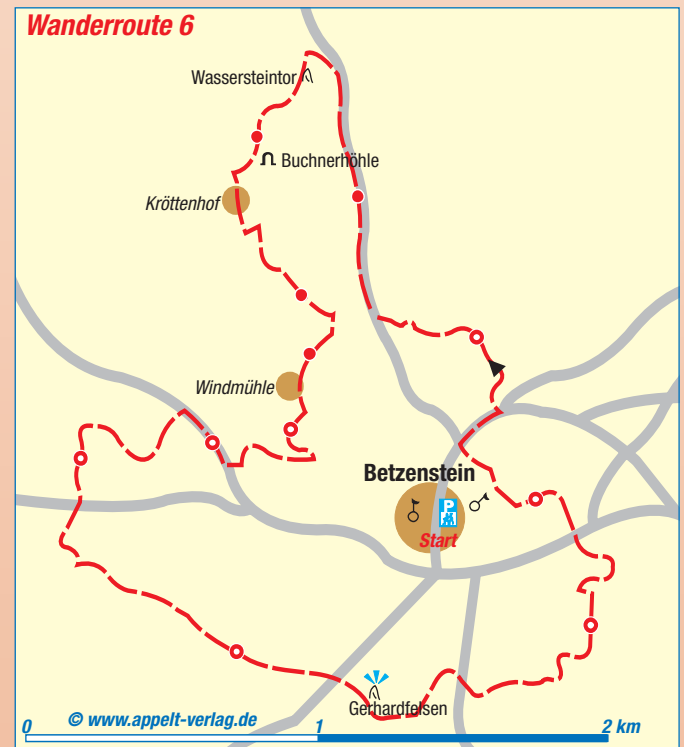 Wanderroute 6
Wassersteintor
Buchnerhöhle
Kröttenhof
Windmühle
Betzenstein
P
Start
Gerhardfelsen
© www.appelt-verlag.de
0 1 2 km